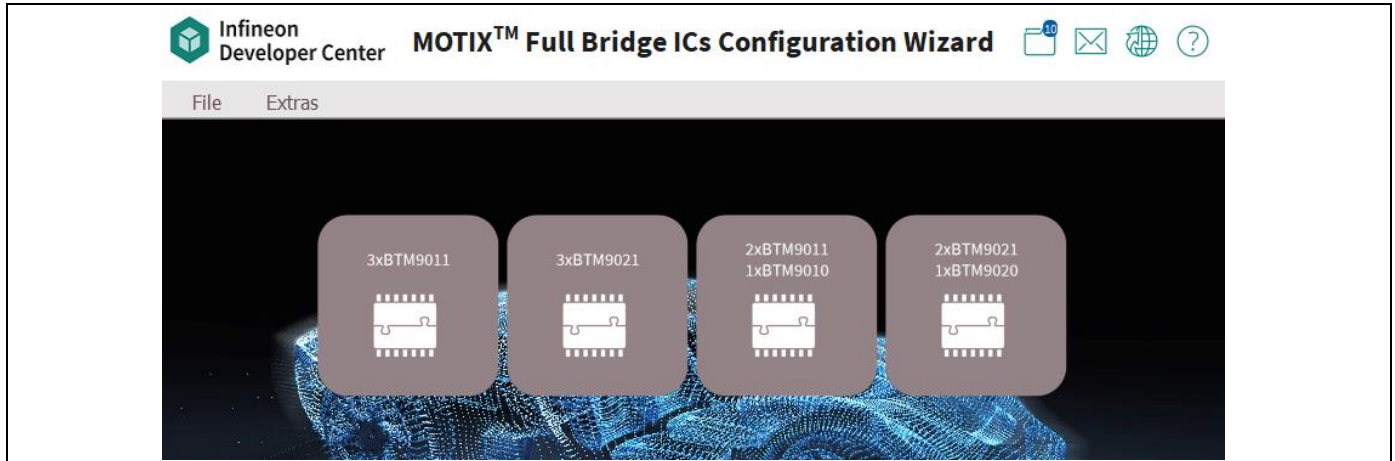 Infineon
Developer Center
MOTIX™ Full Bridge ICs Configuration Wizard
10
File Extras
3xBTM9011
3xBTM9021
2xBTM9011
1xBTM9010
2xBTM9021
1xBTM9020